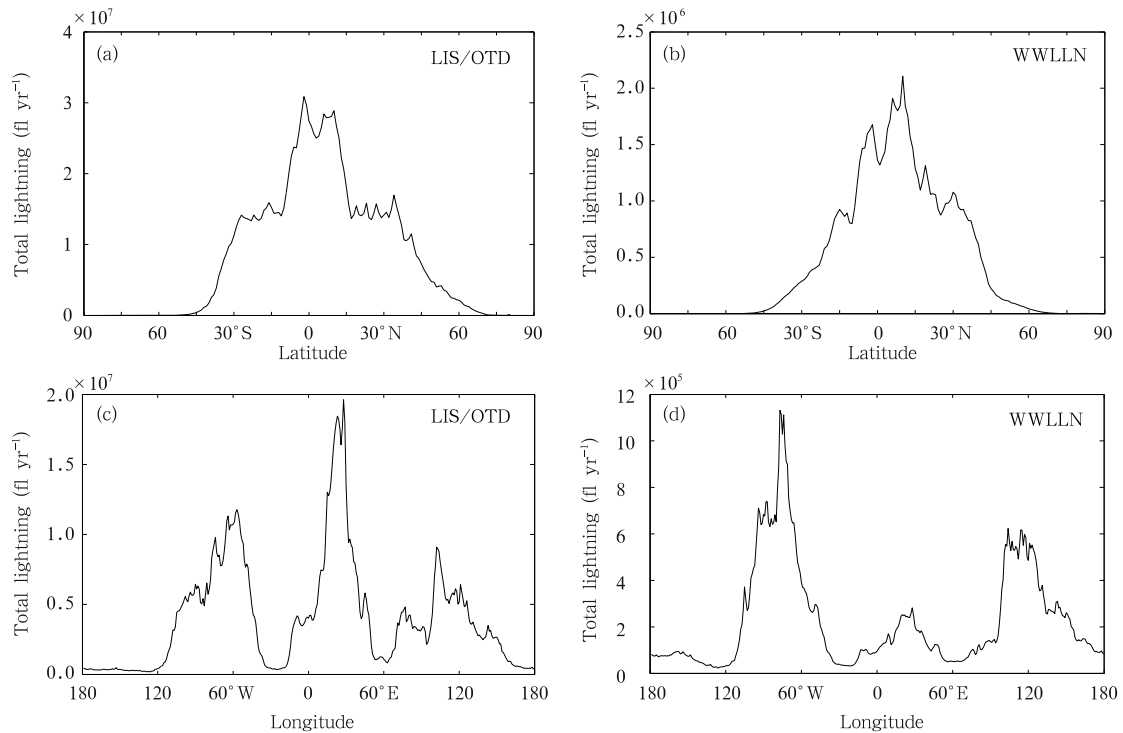 × 10⁷
4
(a)
LIS/OTD
3
2
1
0
Total lightning (fl yr⁻¹)
90
60
30°S
0
30°N
60
90
Latitude
× 10⁶
2.5
(b)
WWLLN
2.0
1.5
1.0
0.5
0.0
Total lightning (fl yr⁻¹)
90
60
30°S
0
30°N
60
90
Latitude
× 10⁷
2.0
(c)
LIS/OTD
1.5
1.0
0.5
0.0
Total lightning (fl yr⁻¹)
180
120
60°W
0
60°E
120
180
Longitude
× 10⁵
12
(d)
WWLLN
10
8
6
4
2
0
Total lightning (fl yr⁻¹)
180
120
60°W
0
60°E
120
180
Longitude